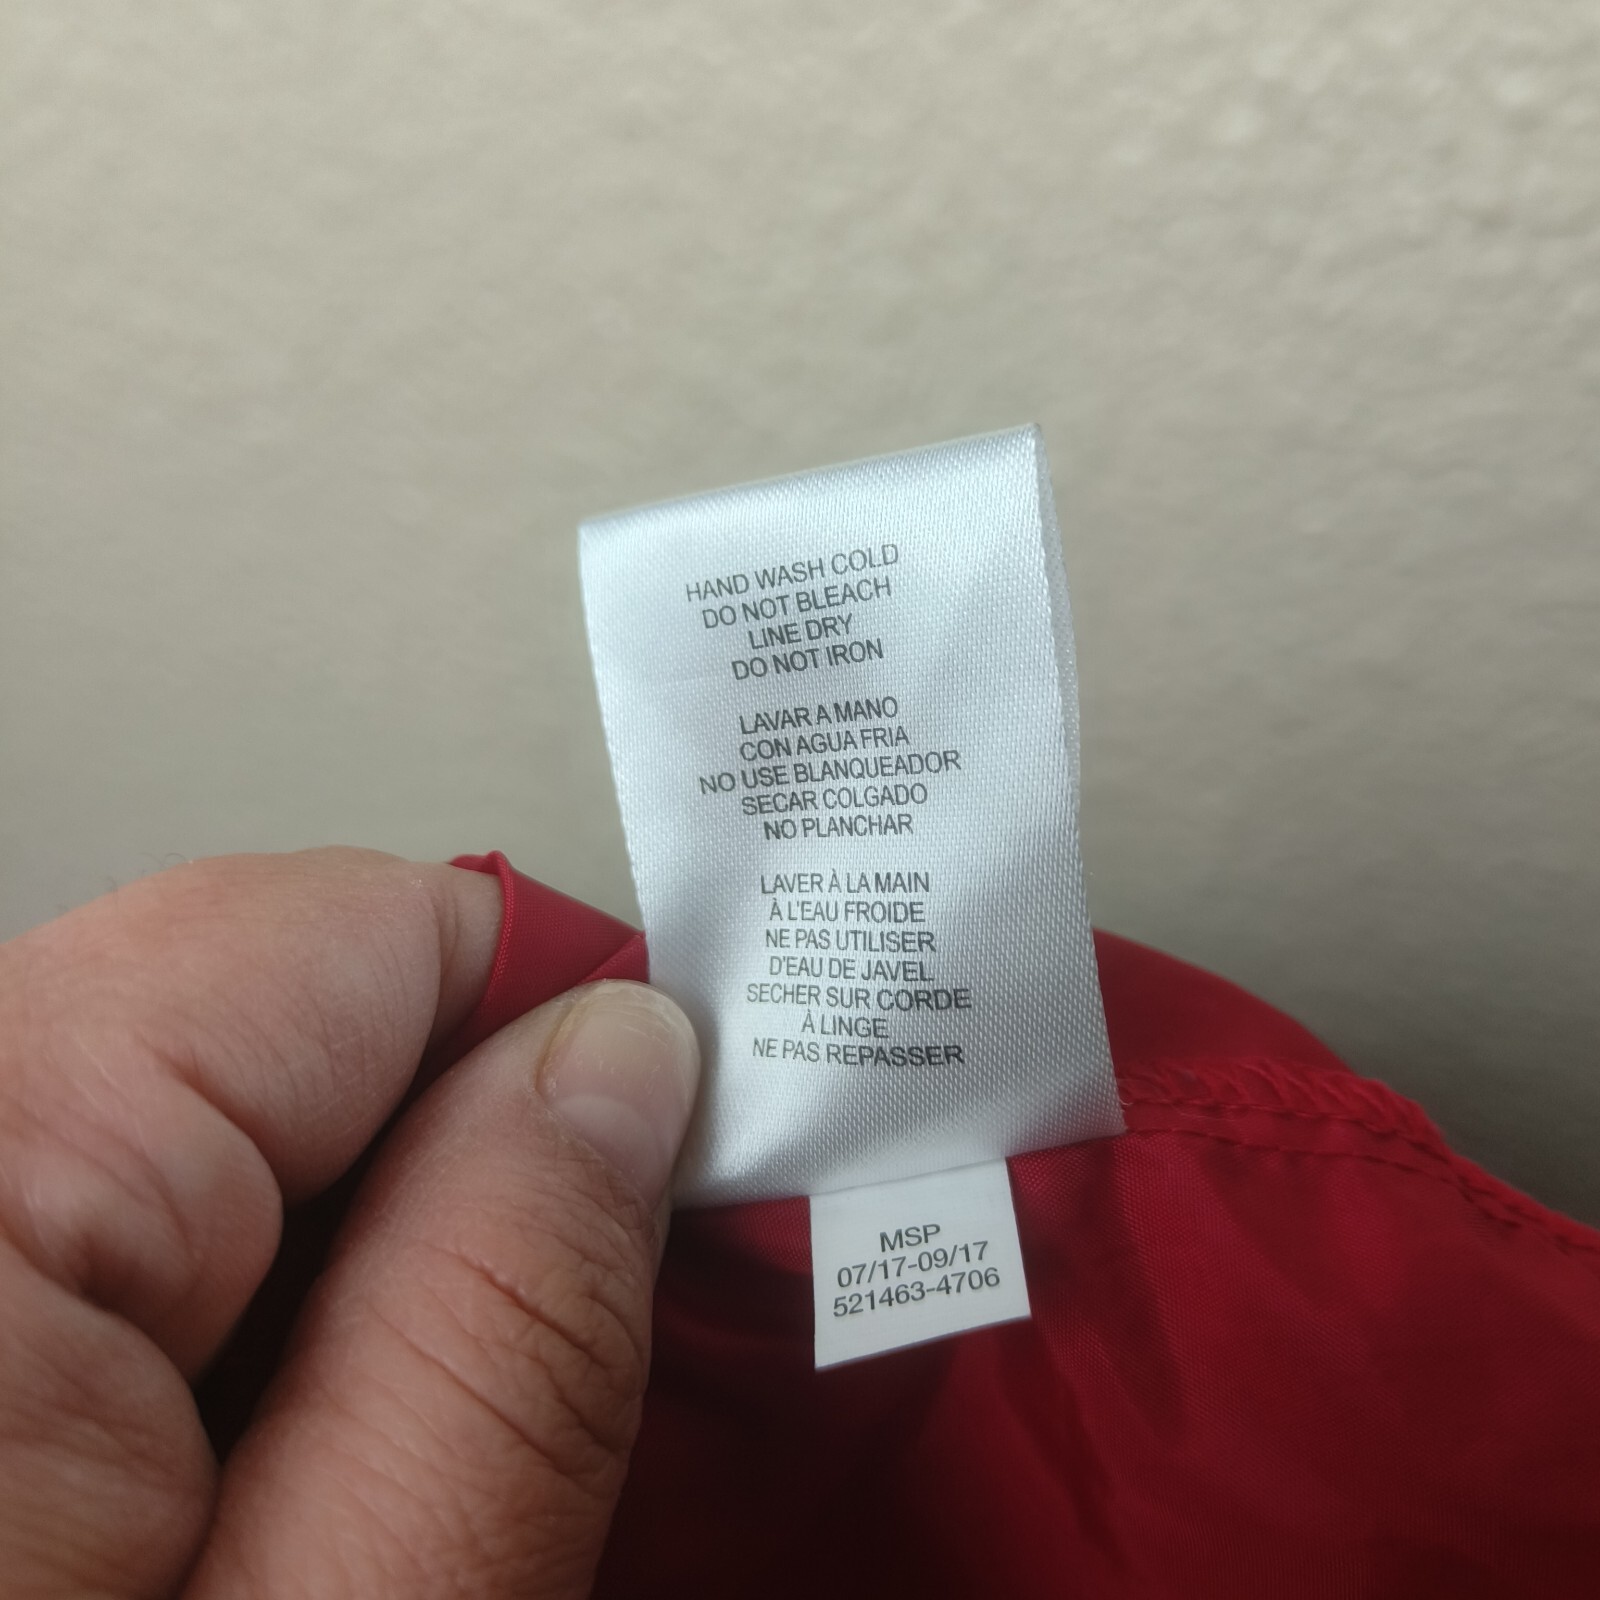 HAND WASH COLD
DO NOT BLEACH
LINE DRY
DO NOT IRON
LAVAR A MANO
CON AGUA FRIA
NO USE BLANQUEADOR
SECAR COLGADO
NO PLANCHAR
LAVER À LA MAIN
À L'EAU FROIDE
NE PAS UTILISER
D'EAU DE JAVEL
SECHER SUR CORDE
À LINGE
NE PAS REPASSER
MSP
07/17-09/17
521463-4706